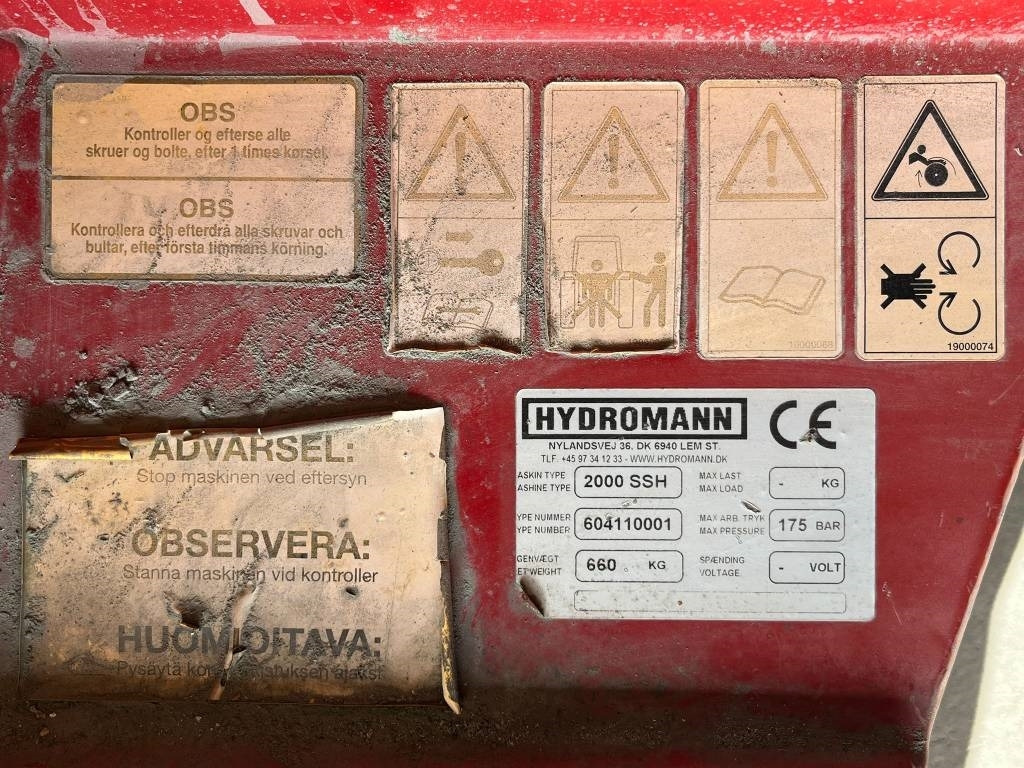 OBS
Kontroller og efterse alle
skruer og bolte, efter 1 times kørsel.
OBS
Kontrollera och efterdra alla skruvar och
bultar, efter första timmans körning.
19000068
19000074
ADVARSEL:
Stop maskinen ved eftersyn
OBSERVERA:
Stanna maskinen vid kontroller
HUOMIOITAVA:
Pysäytä
HYDROMANN
CE
NYLANDSVEJ 36. DK 6940 LEM ST.
TLF. +45 97 34 12 33 - WWW.HYDROMANN.DK
ASKIN TYPE
ASHINE TYPE
2000 SSH
MAX LAST
MAX LOAD
- KG
YPE NUMMER
YPE NUMBER
604110001
MAX ARB. TRYK
MAX PRESSURE
175 BAR
GENVÆGT
ET WEIGHT
660 KG
SPÆNDING
VOLTAGE
- VOLT